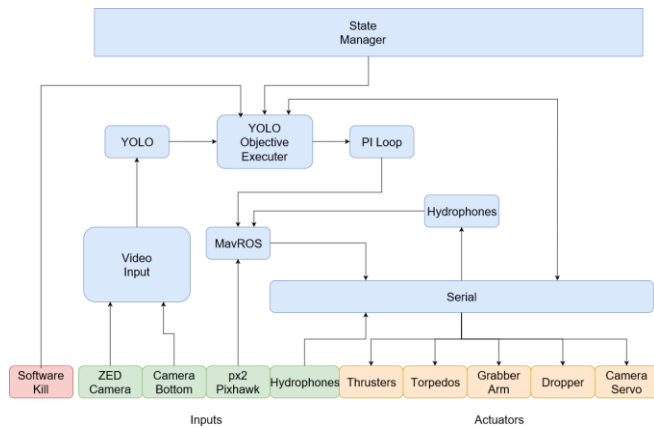 State
Manager
YOLO
YOLO
Objective
Executer
PI Loop
Hydrophones
MavROS
Video
Input
Serial
Software
Kill
ZED
Camera
Camera
Bottom
px2
Pixhawk
Hydrophones
Thrusters
Torpedos
Grabber
Arm
Dropper
Camera
Servo
Inputs
Actuators